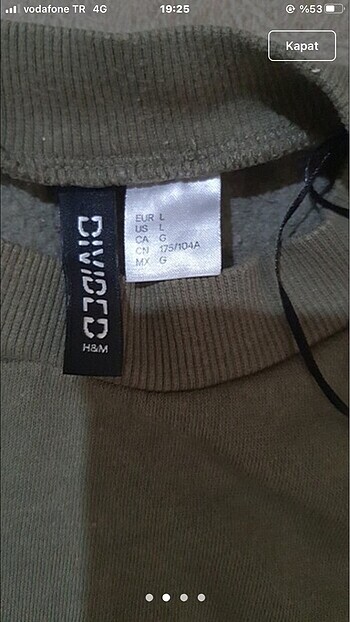 vodafone TR 4G
19:25
%53
Kapat
DIVIDED
H&M
EUR L
US L
CA G
CN 175/104A
MX G